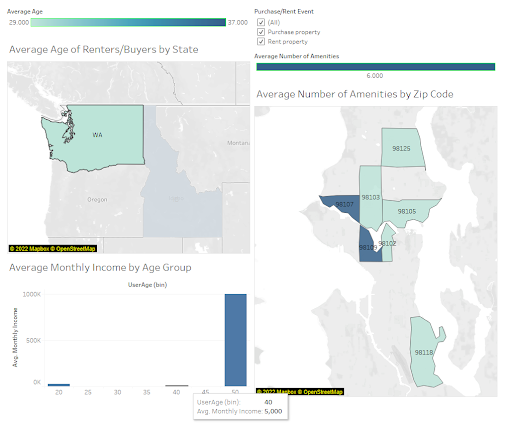 Average Age
29.000
37.000
Average Age of Renters/Buyers by State
WA
Montan
Oregon
© 2022 Mapbox © OpenStreetMap
Average Monthly Income by Age Group
UserAge (bin)
Avg. Monthly Income
1000K
500K
0K
20
25
30
35
40
45
50
UserAge (bin): 40
Avg. Monthly Income: 5,000
Purchase/Rent Event
(All)
Purchase property
Rent property
Average Number of Amenities
6.000
Average Number of Amenities by Zip Code
98125
98103
98107
98105
98109
98102
98118
© 2022 Mapbox © OpenStreetMap